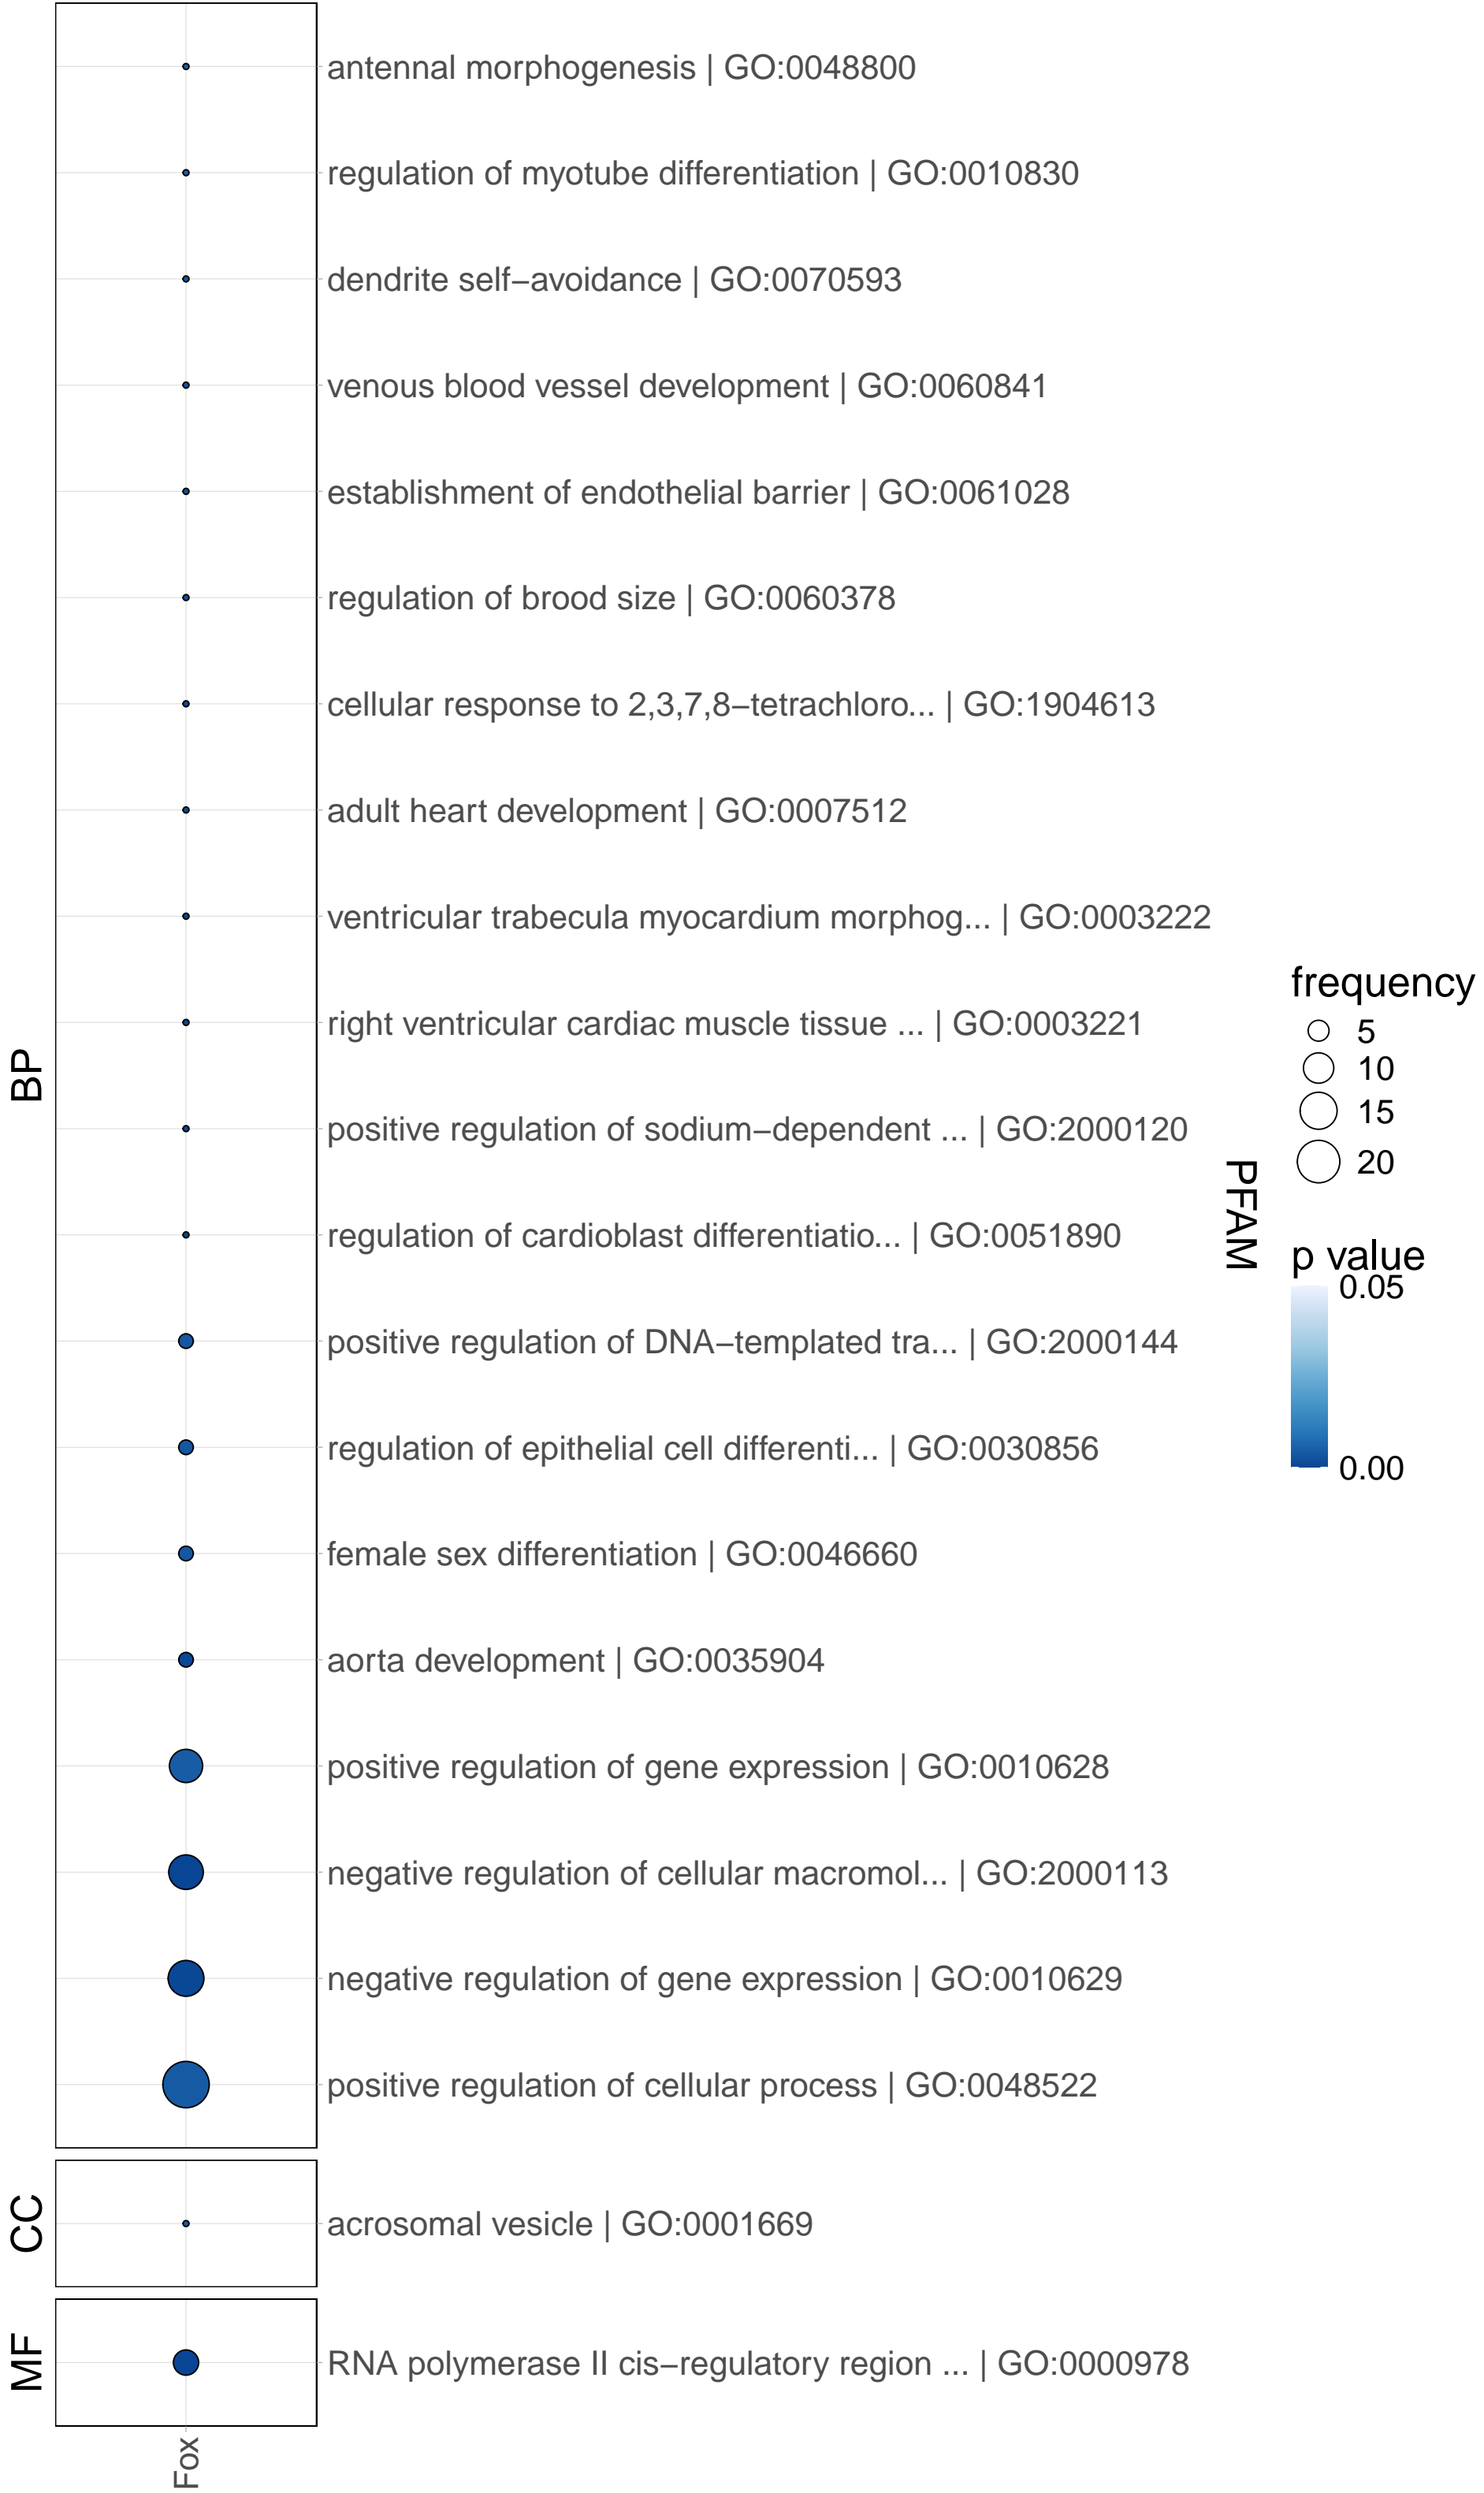 antennal morphogenesis | GO:0048800
regulation of myotube differentiation | GO:0010830
dendrite self−avoidance | GO:0070593
venous blood vessel development | GO:0060841
establishment of endothelial barrier | GO:0061028
regulation of brood size | GO:0060378
cellular response to 2,3,7,8−tetrachloro... | GO:1904613
adult heart development | GO:0007512
ventricular trabecula myocardium morphog... | GO:0003222
right ventricular cardiac muscle tissue ... | GO:0003221
positive regulation of sodium−dependent ... | GO:2000120
regulation of cardioblast differentiatio... | GO:0051890
positive regulation of DNA−templated tra... | GO:2000144
regulation of epithelial cell differenti... | GO:0030856
female sex differentiation | GO:0046660
aorta development | GO:0035904
positive regulation of gene expression | GO:0010628
negative regulation of cellular macromol... | GO:2000113
negative regulation of gene expression | GO:0010629
positive regulation of cellular process | GO:0048522
acrosomal vesicle | GO:0001669
RNA polymerase II cis−regulatory region ... | GO:0000978
BP
CC
MF
Fox
PFAM
frequency
5
10
15
20
p value
0.05
0.00